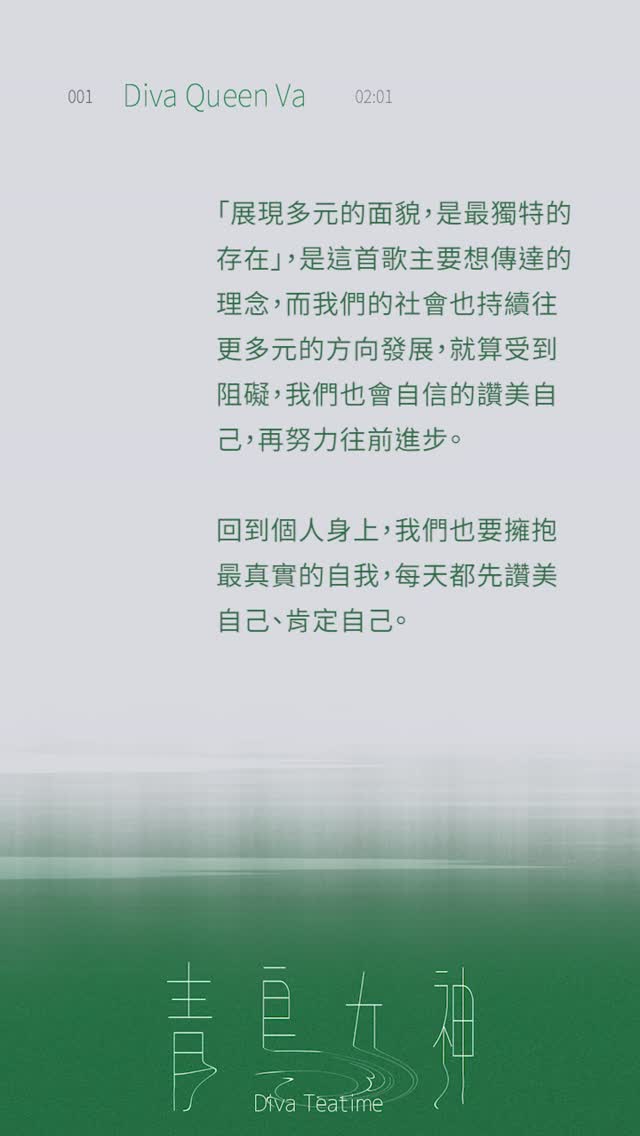 001 Diva Queen Va 02:01
「展現多元的面貌，是最獨特的
存在」，是這首歌主要想傳達的
理念，而我們的社會也持續往
更多元的方向發展，就算受到
阻礙，我們也會自信的讚美自
己，再努力往前進步。
回到個人身上，我們也要擁抱
最真實的自我，每天都先讚美
自己、肯定自己。
青鳥女神
Diva Teatime